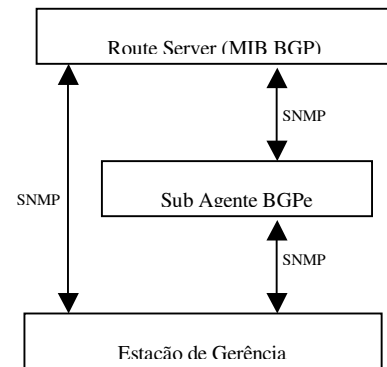 Route Server (MIB BGP)
SNMP
Sub Agente BGPe
SNMP
SNMP
Estação de Gerência